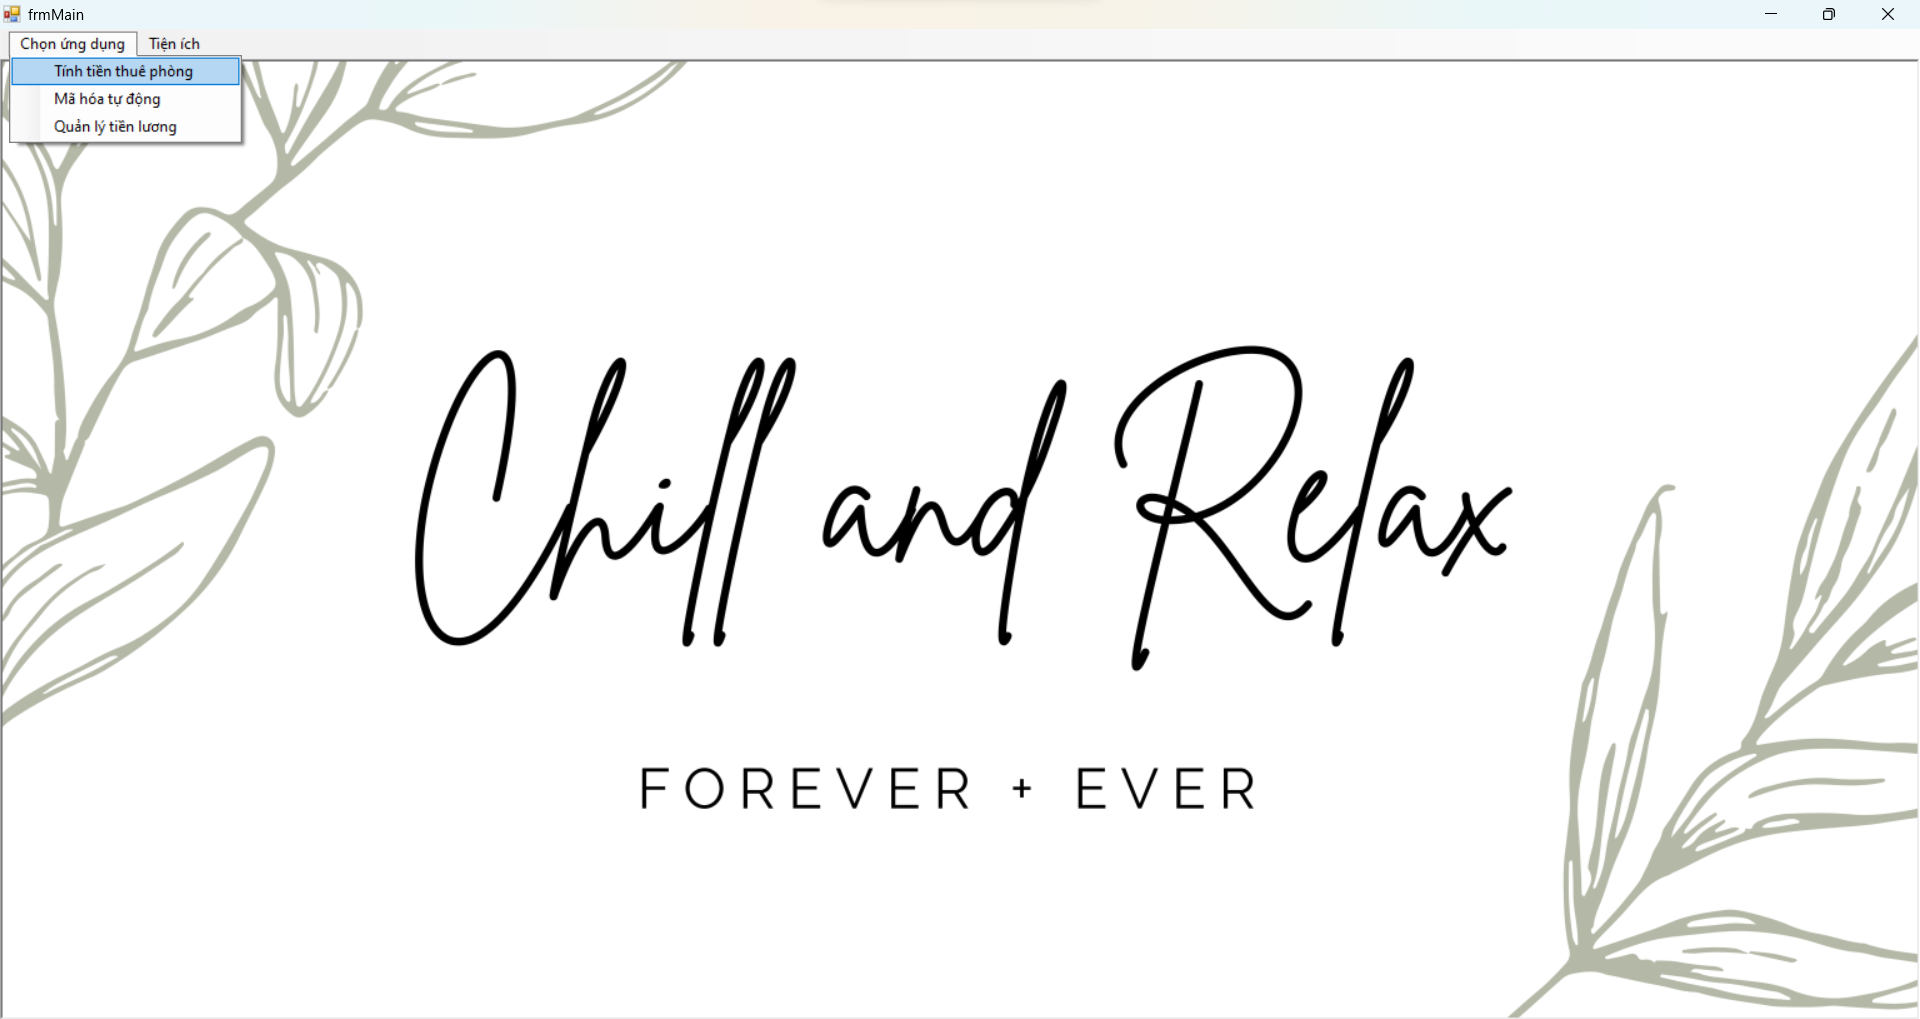 frmMain
Chọn ứng dụng Tiện ích
Tính tiền thuê phòng
Mã hóa tự động
Quản lý tiền lương
Chill and Relax
FOREVER + EVER